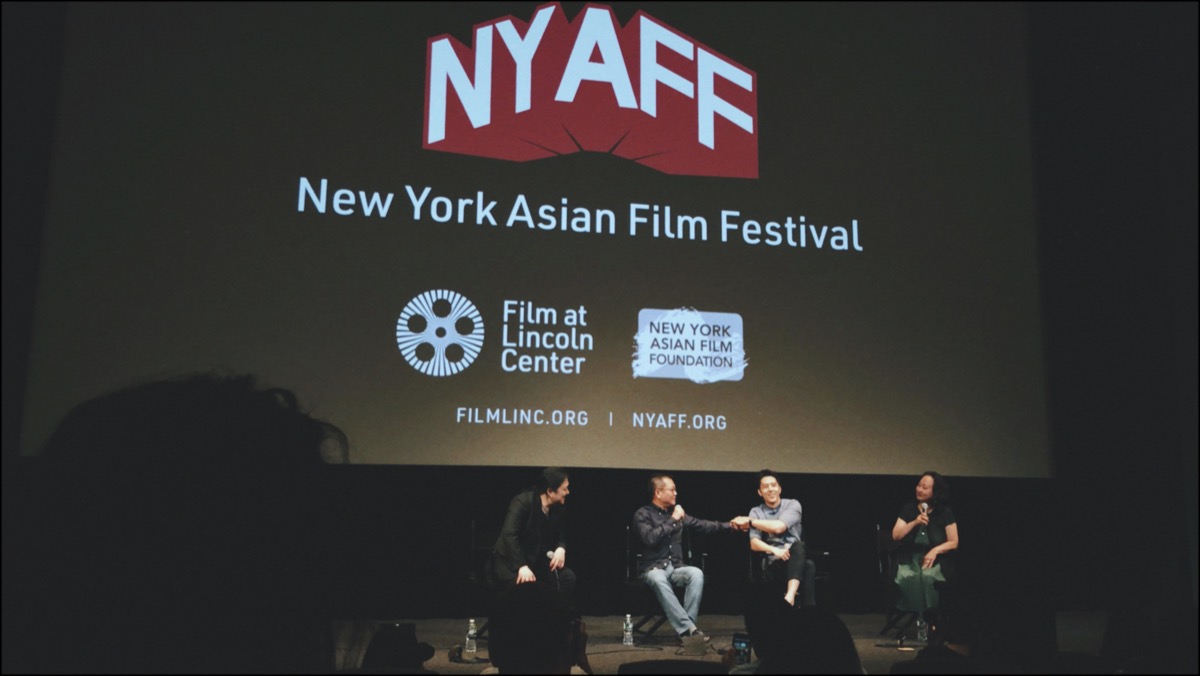 NYAFF
New York Asian Film Festival
Film at
Lincoln
Center
NEW YORK
ASIAN FILM
FOUNDATION
FILMLINC.ORG | NYAFF.ORG